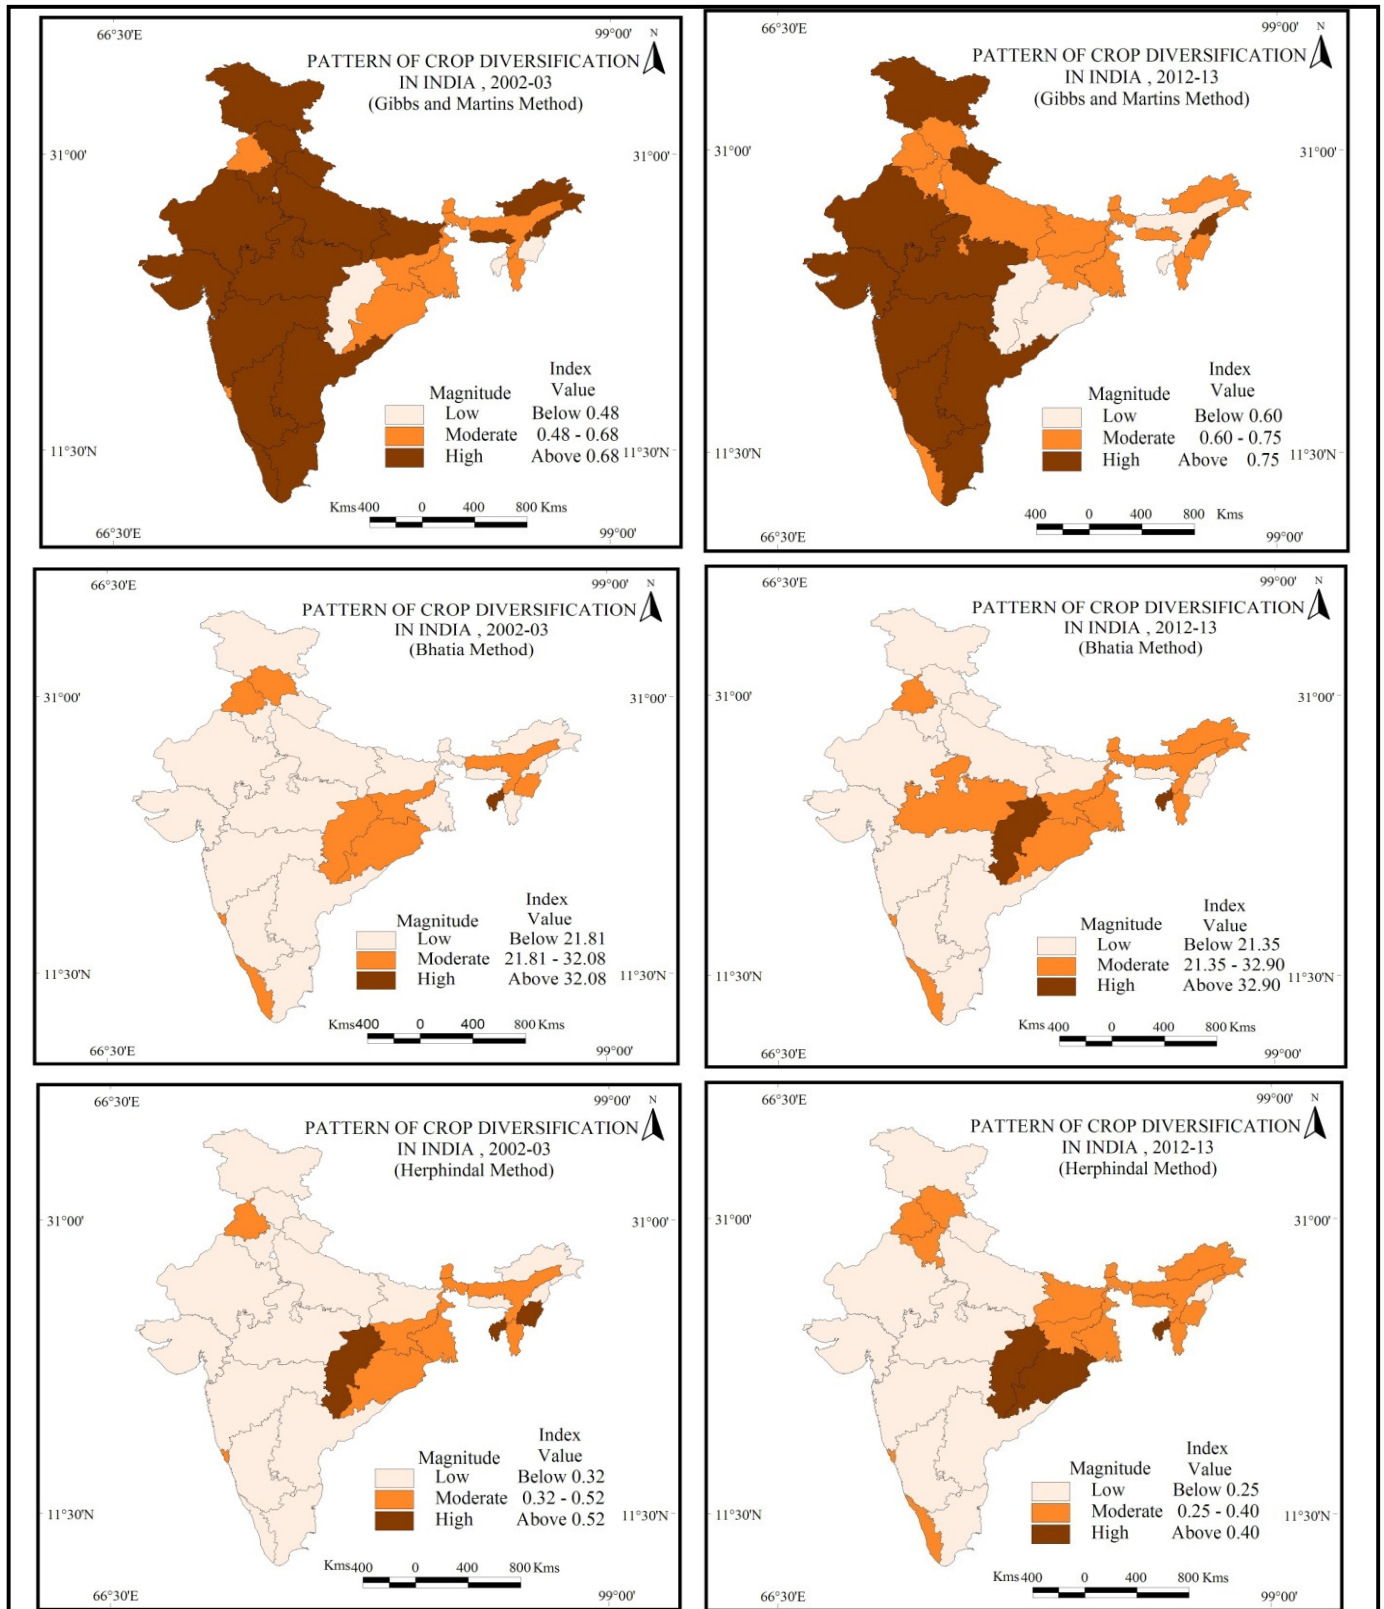 66°30'E
99°00'
N
PATTERN OF CROP DIVERSIFICATION
IN INDIA , 2002-03
(Gibbs and Martins Method)
31°00'
31°00'
Index
Value
Magnitude
Low Below 0.48
Moderate 0.48 - 0.68
High Above 0.68
11°30'N
11°30'N
Kms 400 0 400 800 Kms
66°30'E
99°00'
66°30'E
99°00'
N
PATTERN OF CROP DIVERSIFICATION
IN INDIA , 2012-13
(Gibbs and Martins Method)
31°00'
31°00'
Index
Value
Magnitude
Low Below 0.60
Moderate 0.60 - 0.75
High Above 0.75
11°30'N
11°30'N
400 0 400 800 Kms
66°30'E
99°00'
66°30'E
99°00'
N
PATTERN OF CROP DIVERSIFICATION
IN INDIA , 2002-03
(Bhatia Method)
31°00'
31°00'
Index
Value
Magnitude
Low Below 21.81
Moderate 21.81 - 32.08
High Above 32.08
11°30'N
11°30'N
Kms 400 0 400 800 Kms
66°30'E
99°00'
66°30'E
99°00'
N
PATTERN OF CROP DIVERSIFICATION
IN INDIA , 2012-13
(Bhatia Method)
31°00'
31°00'
Index
Value
Magnitude
Low Below 21.35
Moderate 21.35 - 32.90
High Above 32.90
11°30'N
11°30'N
Kms 400 0 400 800 Kms
66°30'E
99°00'
66°30'E
99°00'
N
PATTERN OF CROP DIVERSIFICATION
IN INDIA , 2002-03
(Herphindal Method)
31°00'
31°00'
Index
Value
Magnitude
Low Below 0.32
Moderate 0.32 - 0.52
High Above 0.52
11°30'N
11°30'N
Kms 400 0 400 800 Kms
66°30'E
99°00'
66°30'E
99°00'
N
PATTERN OF CROP DIVERSIFICATION
IN INDIA , 2012-13
(Herphindal Method)
31°00'
31°00'
Index
Value
Magnitude
Low Below 0.25
Moderate 0.25 - 0.40
High Above 0.40
11°30'N
11°30'N
Kms 400 0 400 800 Kms
66°30'E
99°00'